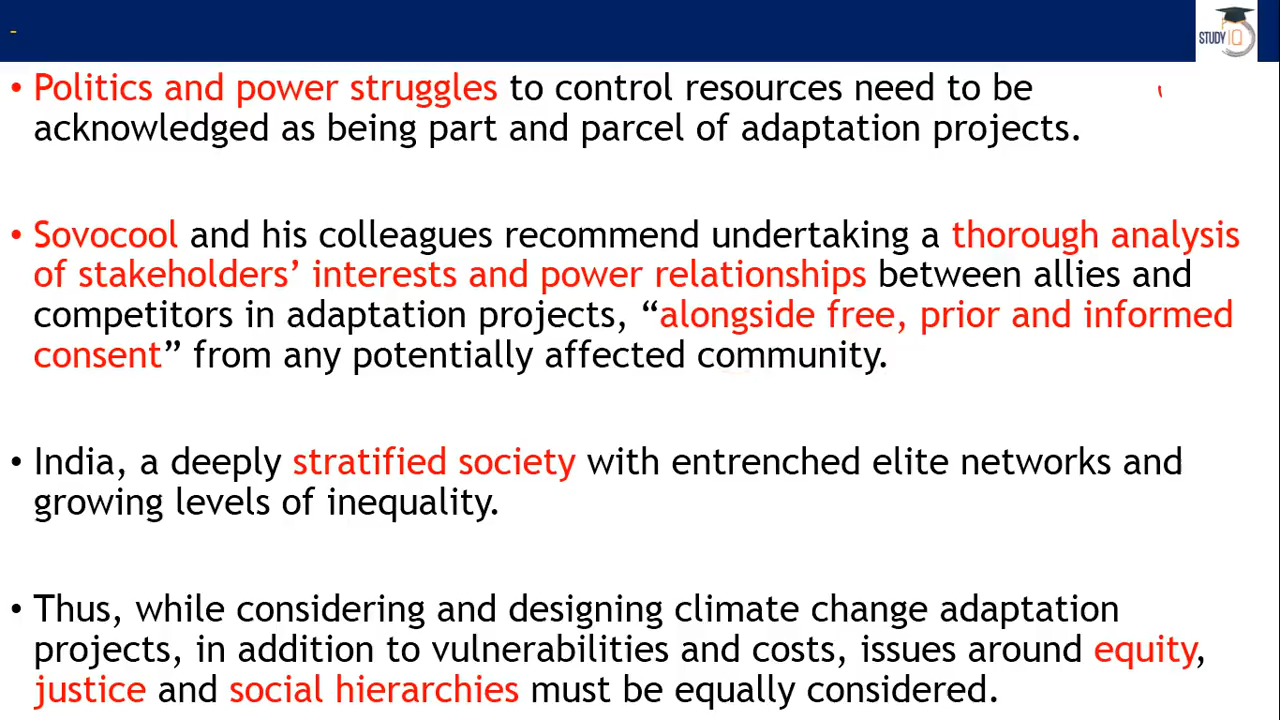 -
STUDY IQ
• Politics and power struggles to control resources need to be
acknowledged as being part and parcel of adaptation projects.
• Sovocool and his colleagues recommend undertaking a thorough analysis
of stakeholders’ interests and power relationships between allies and
competitors in adaptation projects, “alongside free, prior and informed
consent” from any potentially affected community.
• India, a deeply stratified society with entrenched elite networks and
growing levels of inequality.
• Thus, while considering and designing climate change adaptation
projects, in addition to vulnerabilities and costs, issues around equity,
justice and social hierarchies must be equally considered.